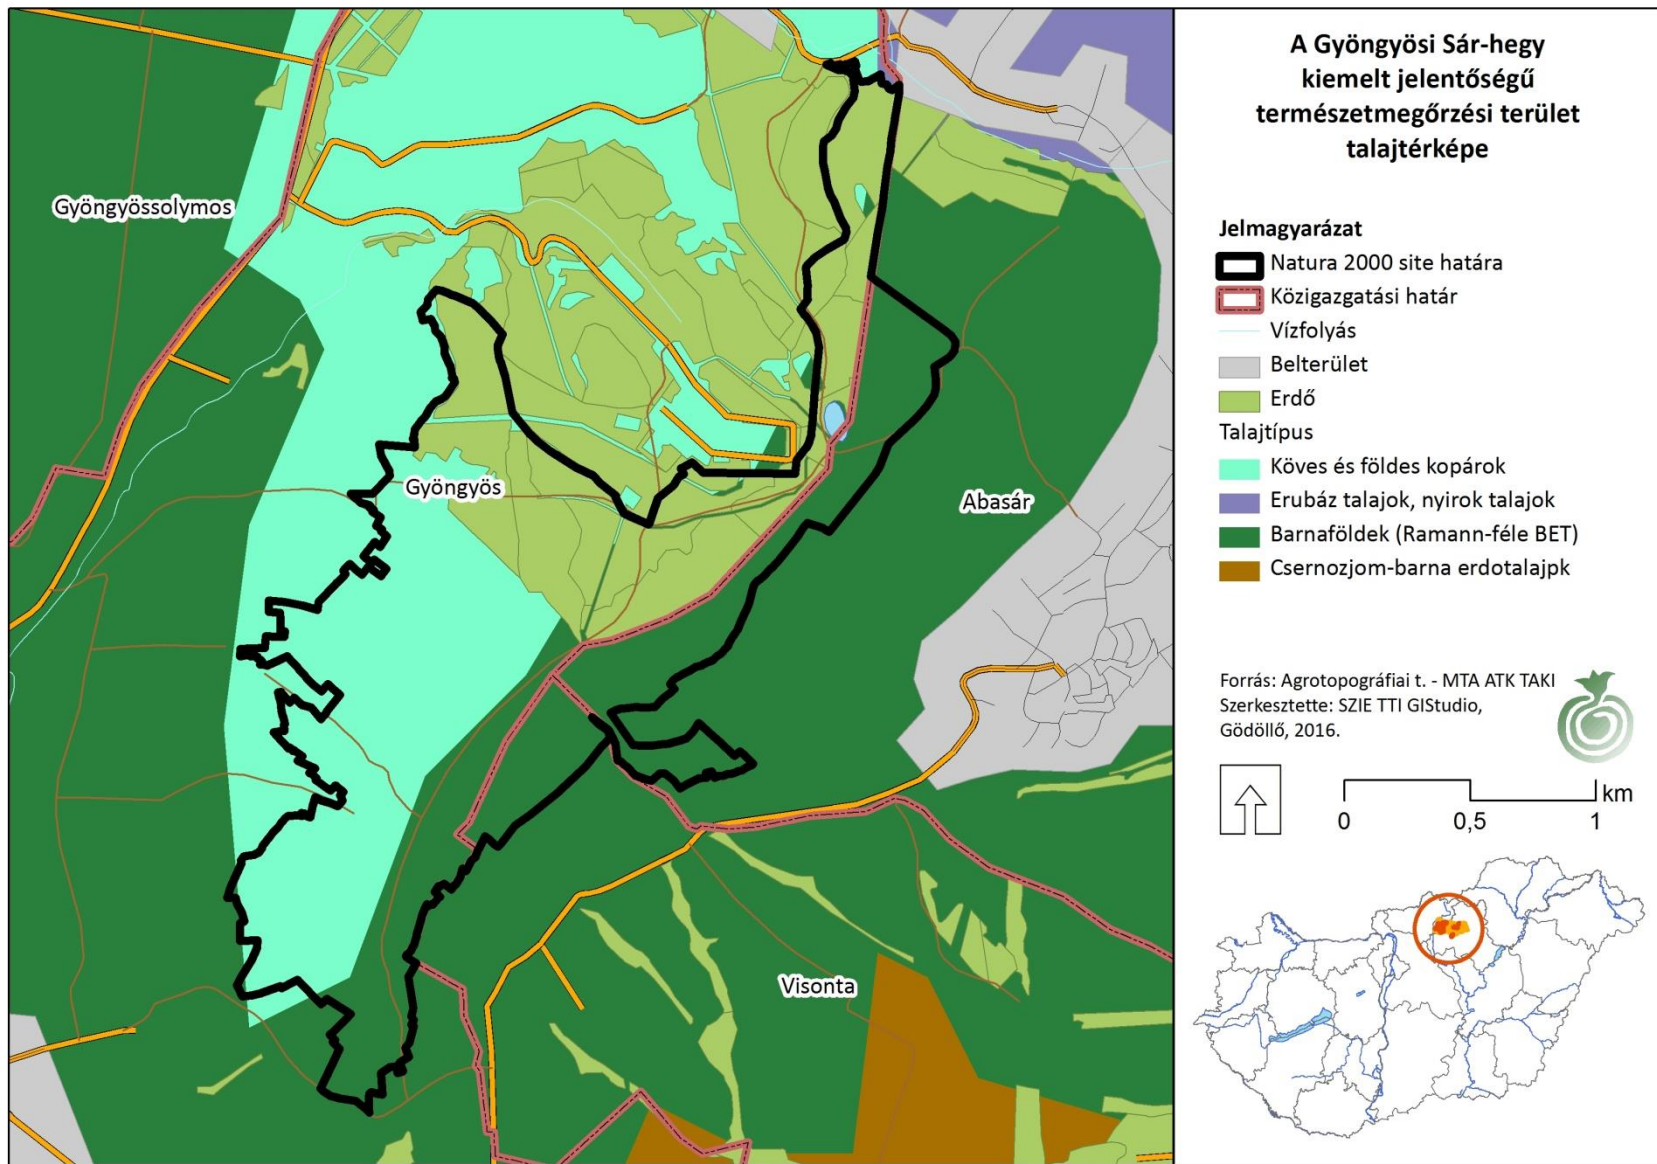 A Gyöngyösi Sár-hegy
kiemelt jelentőségű
természetmegőrzési terület
talajtérképe
Jelmagyarázat
Natura 2000 site határa
Közigazgatási határ
Vízfolyás
Belterület
Erdő
Talajtípus
Köves és földes kopárok
Erubáz talajok, nyirok talajok
Barnaföldek (Ramann-féle BET)
Csernozjom-barna erdotalajpk
Forrás: Agrotopográfiai t. - MTA ATK TAKI
Szerkesztette: SZIE TTI GIStudio,
Gödöllő, 2016.
km
0 0,5 1
Gyöngyössolymos
Gyöngyös
Abasár
Visonta